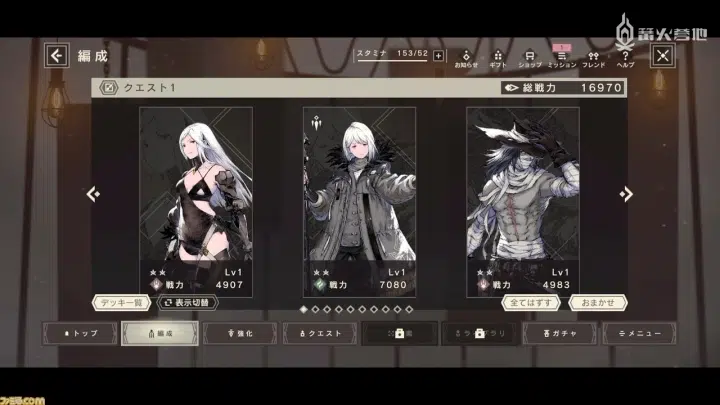 篝火营地
編成
スタミナ 153/52
お知らせ
ギフト
ショップ
1
ミッション
フレンド
ヘルプ
クエスト1
総戦力 16970
Lv1
戦力 4907
Lv1
戦力 7080
Lv1
戦力 4983
デッキ一覧
表示切替
全てはずす
おまかせ
トップ
編成
強化
クエスト
ガチャ
メニュー
ファミ通.com